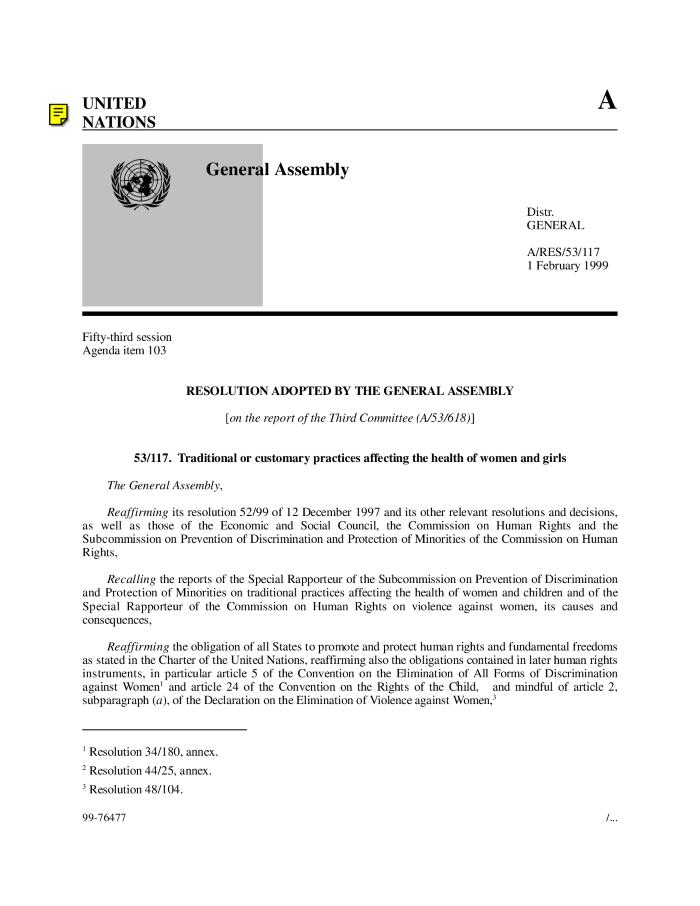 UNITED
NATIONS
A
General Assembly
Distr.
GENERAL
A/RES/53/117
1 February 1999
Fifty-third session
Agenda item 103
RESOLUTION ADOPTED BY THE GENERAL ASSEMBLY
[on the report of the Third Committee (A/53/618)]
53/117. Traditional or customary practices affecting the health of women and girls
The General Assembly,
Reaffirming its resolution 52/99 of 12 December 1997 and its other relevant resolutions and decisions,
as well as those of the Economic and Social Council, the Commission on Human Rights and the
Subcommission on Prevention of Discrimination and Protection of Minorities of the Commission on Human
Rights,
Recalling the reports of the Special Rapporteur of the Subcommission on Prevention of Discrimination
and Protection of Minorities on traditional practices affecting the health of women and children and of the
Special Rapporteur of the Commission on Human Rights on violence against women, its causes and
consequences,
Reaffirming the obligation of all States to promote and protect human rights and fundamental freedoms
as stated in the Charter of the United Nations, reaffirming also the obligations contained in later human rights
instruments, in particular article 5 of the Convention on the Elimination of All Forms of Discrimination
against Women¹ and article 24 of the Convention on the Rights of the Child, and mindful of article 2,
subparagraph (a), of the Declaration on the Elimination of Violence against Women,³
¹ Resolution 34/180, annex.
² Resolution 44/25, annex.
³ Resolution 48/104.
99-76477
/...